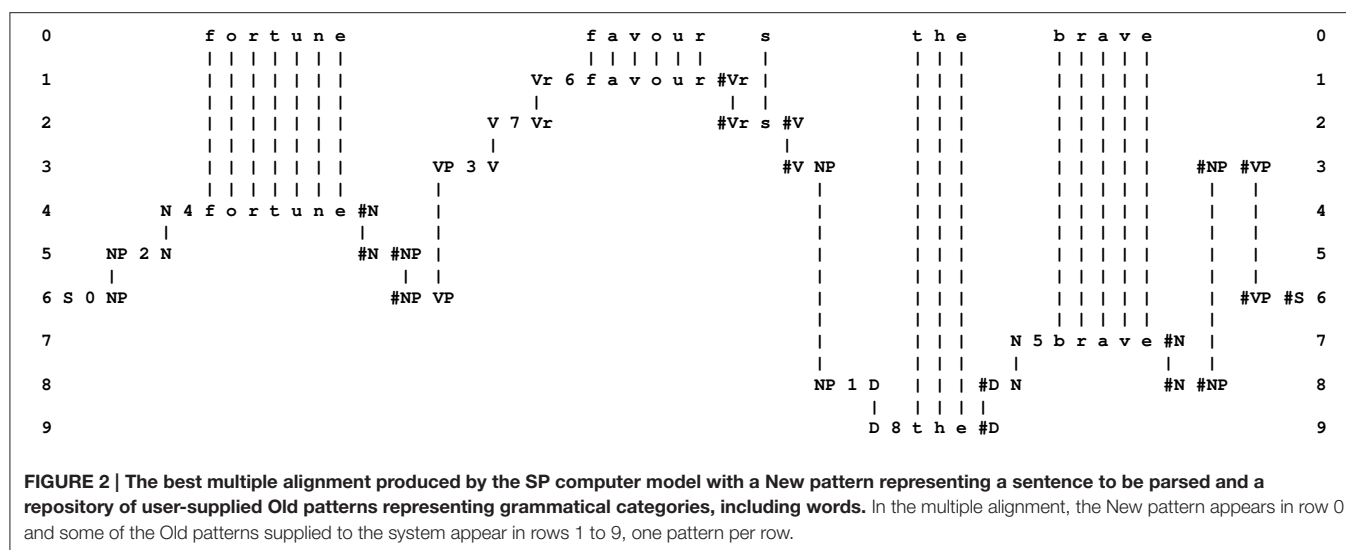 0 f o r t u n e f a v o u r s t h e b r a v e 0
| | | | | | | | | | | | | | | | | | | | | |
1 | | | | | | | Vr 6 f a v o u r #Vr | | | | | | | | | 1
| | | | | | | | | | | | | | | | | |
2 | | | | | | | V 7 Vr #Vr s #V | | | | | | | | 2
| | | | | | | | | | | | | | | | |
3 | | | | | | | VP 3 V #V NP | | | | | | | | #NP #VP 3
| | | | | | | | | | | | | | | | | | |
4 N 4 f o r t u n e #N | | | | | | | | | | | | 4
| | | | | | | | | | | | | |
5 NP 2 N #N #NP | | | | | | | | | | | | 5
| | | | | | | | | | | | | |
6 S 0 NP #NP VP | | | | | | | | | | #VP #S 6
| | | | | | | | | |
7 | | | | N 5 b r a v e #N | 7
| | | | | | |
8 NP 1 D | | | #D N #N #NP 8
| | | | |
9 D 8 t h e #D 9
FIGURE 2 | The best multiple alignment produced by the SP computer model with a New pattern representing a sentence to be parsed and a
repository of user-supplied Old patterns representing grammatical categories, including words. In the multiple alignment, the New pattern appears in row 0
and some of the Old patterns supplied to the system appear in rows 1 to 9, one pattern per row.